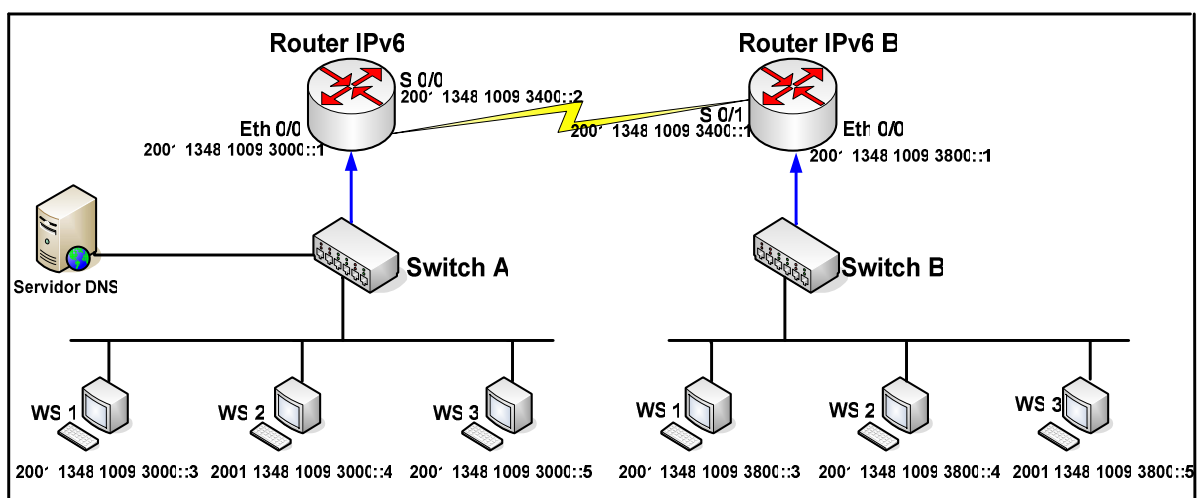 Router IPv6
Router IPv6 B
S 0/0
2001 1348 1009 3400::2
S 0/1
2001 1348 1009 3400::1
Eth 0/0
2001 1348 1009 3000::1
Eth 0/0
2001 1348 1009 3800::1
Servidor DNS
Switch A
Switch B
WS 1
WS 2
WS 3
WS 1
WS 2
WS 3
2001 1348 1009 3000::3
2001 1348 1009 3000::4
2001 1348 1009 3000::5
2001 1348 1009 3800::3
2001 1348 1009 3800::4
2001 1348 1009 3800::5